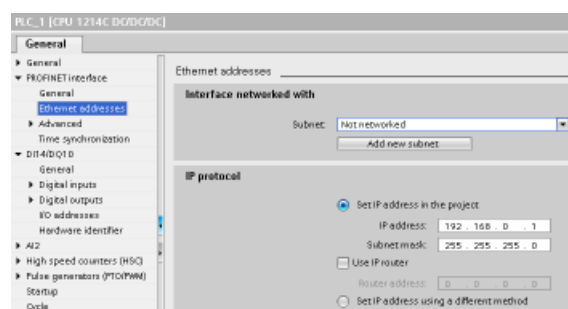 PLC_1 [CPU 1214C DC/DC/DC]
General
General
PROFINET interface
General
Ethernet addresses
Advanced
Time synchronization
DI14/DQ10
General
Digital inputs
Digital outputs
I/O addresses
Hardware identifier
AI2
High speed counters (HSC)
Pulse generators (PTO/PWM)
Startup
Cycle
Ethernet addresses
Interface networked with
Subnet: Not networked
Add new subnet
IP protocol
Set IP address in the project
IP address: 192 . 168 . 0 . 1
Subnet mask: 255 . 255 . 255 . 0
Use IP router
Router address: 0 . 0 . 0 . 0
Set IP address using a different method